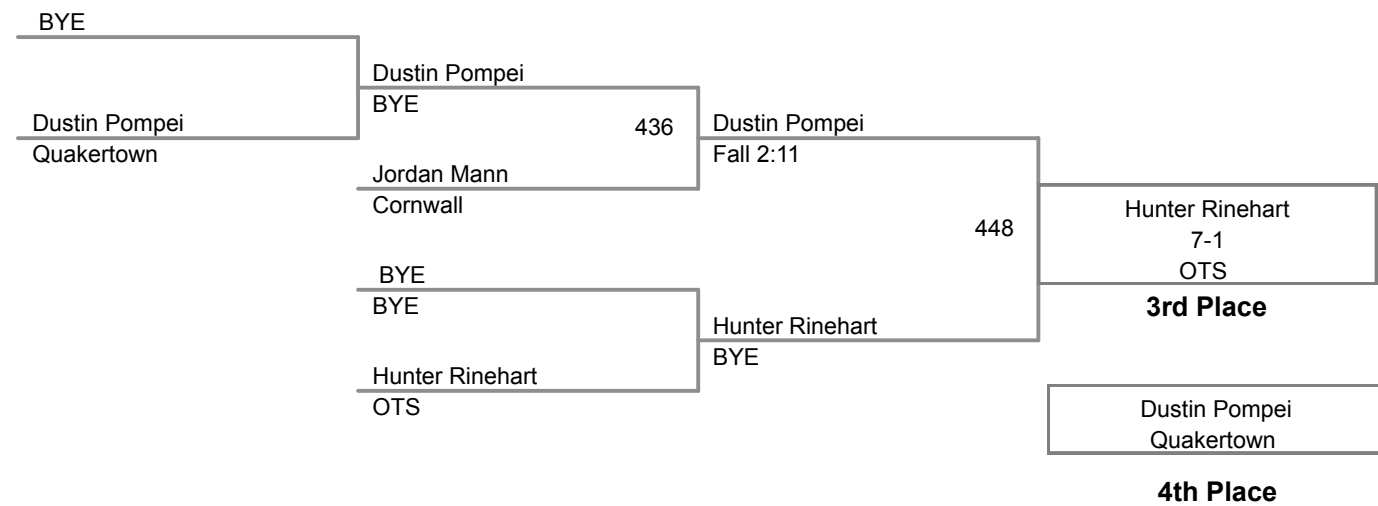 BYE
Dustin Pompei
Quakertown
Dustin Pompei
BYE
436
Jordan Mann
Cornwall
BYE
BYE
Hunter Rinehart
OTS
Dustin Pompei
Fall 2:11
448
Hunter Rinehart
BYE
Hunter Rinehart
7-1
OTS
3rd Place
Dustin Pompei
Quakertown
4th Place